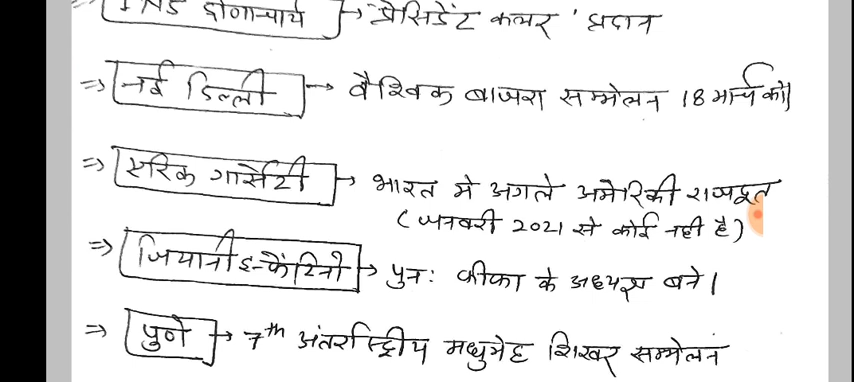 INS द्रोणाचार्य → 'प्रेसिडेंट कलर' प्रदान
⇒ नई दिल्ली → वैश्विक बाजरा सम्मेलन 18 मार्च को
⇒ एरिक गार्सेटी → भारत मे अगले अमेरिकी राजदूत
(जनवरी 2021 से कोई नही है)
⇒ जियानी इन्फैंटिनो → पुनः फीफा के अध्यक्ष बने।
⇒ पुणे → 7th अंतर्राष्ट्रीय मधुमेह शिखर सम्मेलन